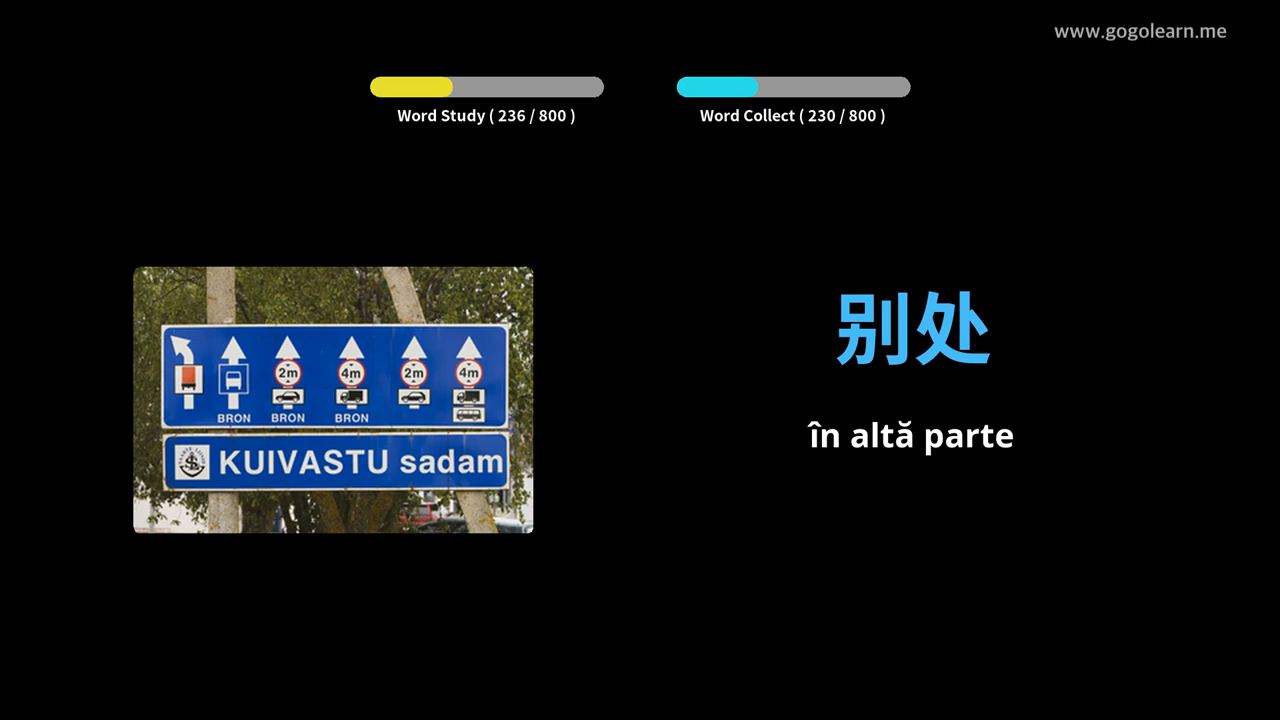 www.gogolearn.me
Word Study ( 236 / 800 )
Word Collect ( 230 / 800 )
2m 4m 2m 4m
BRON BRON BRON
KUIVASTU sadam
别处
în altă parte